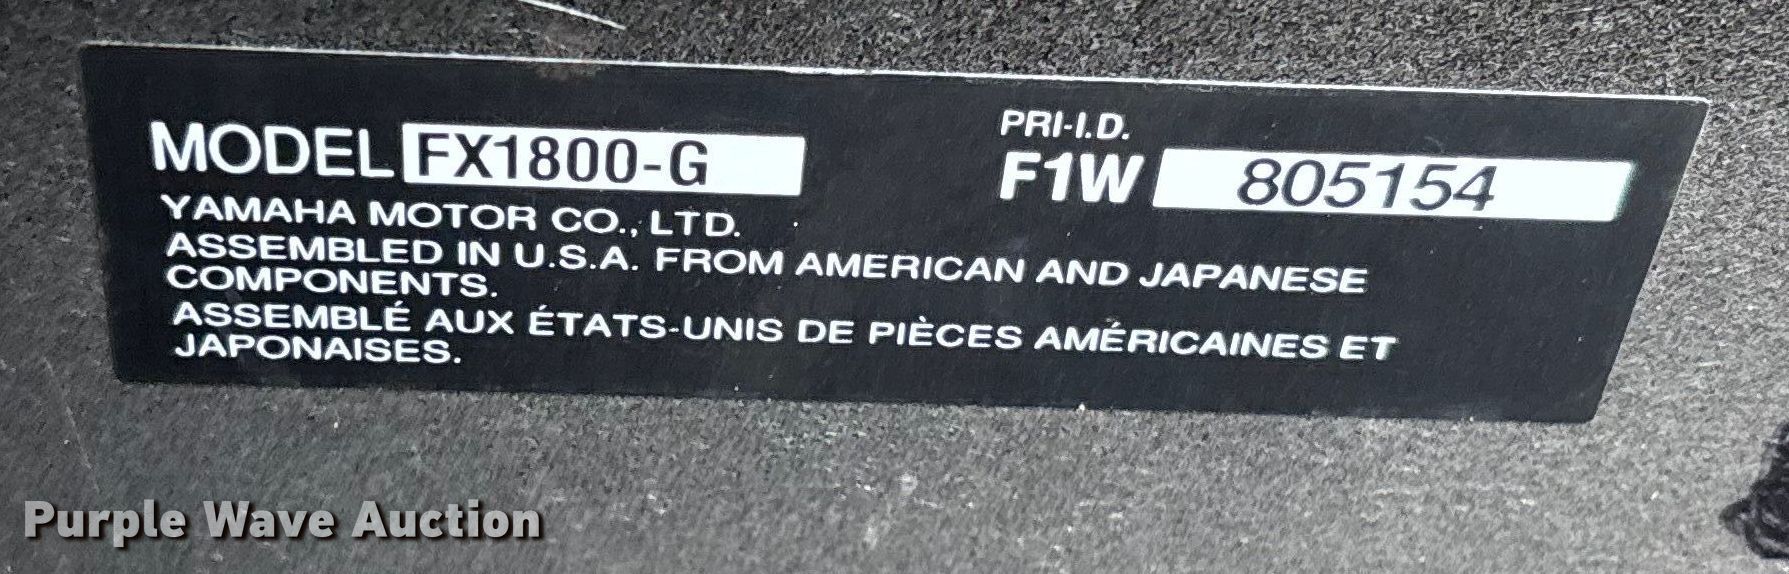 MODEL FX1800-G
PRI-I.D.
F1W 805154
YAMAHA MOTOR CO., LTD.
ASSEMBLED IN U.S.A. FROM AMERICAN AND JAPANESE
COMPONENTS.
ASSEMBLÉ AUX ÉTATS-UNIS DE PIÈCES AMÉRICAINES ET
JAPONAISES.
Purple Wave Auction